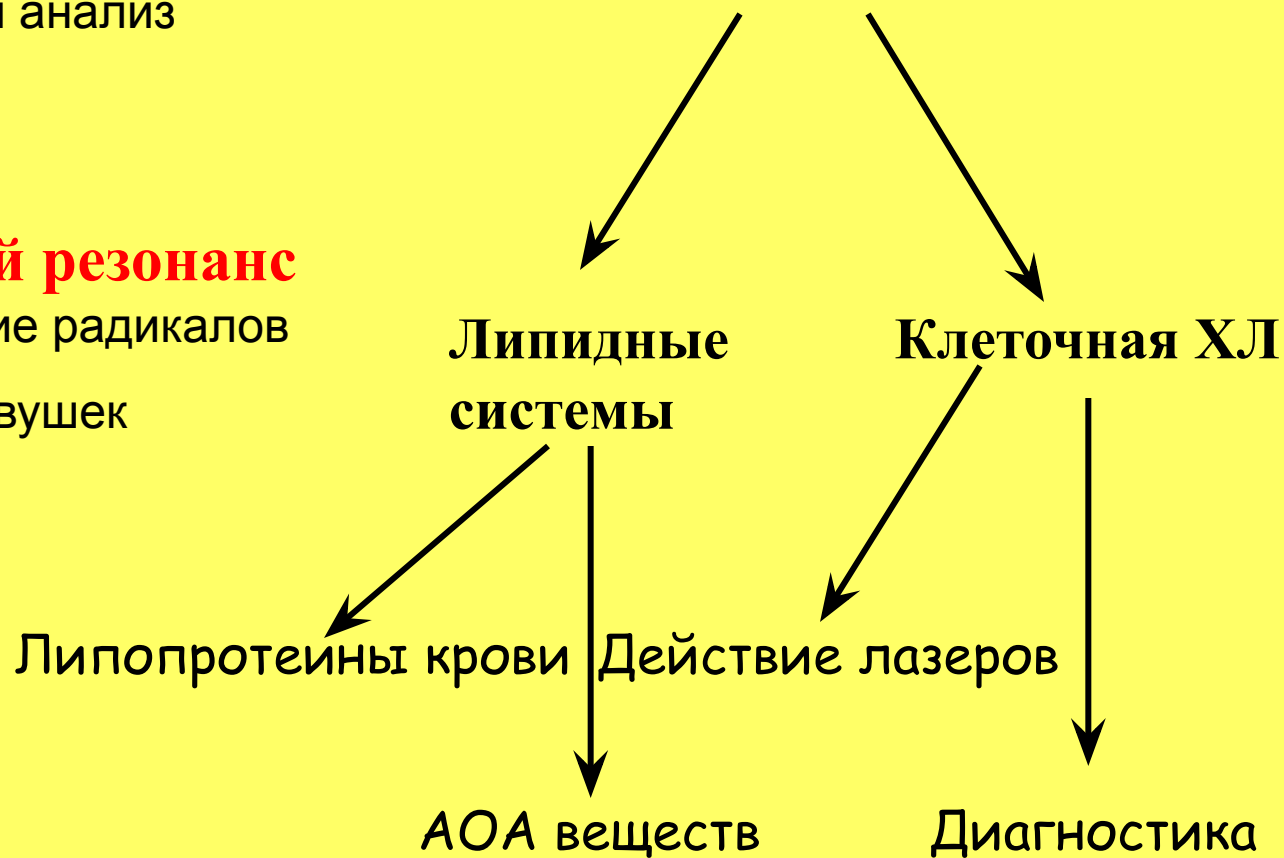 анализ
й резонанс
ие радикалов
вушек
Липидные
системы
Клеточная ХЛ
Липопротеины крови
Действие лазеров
АОА веществ
Диагностика